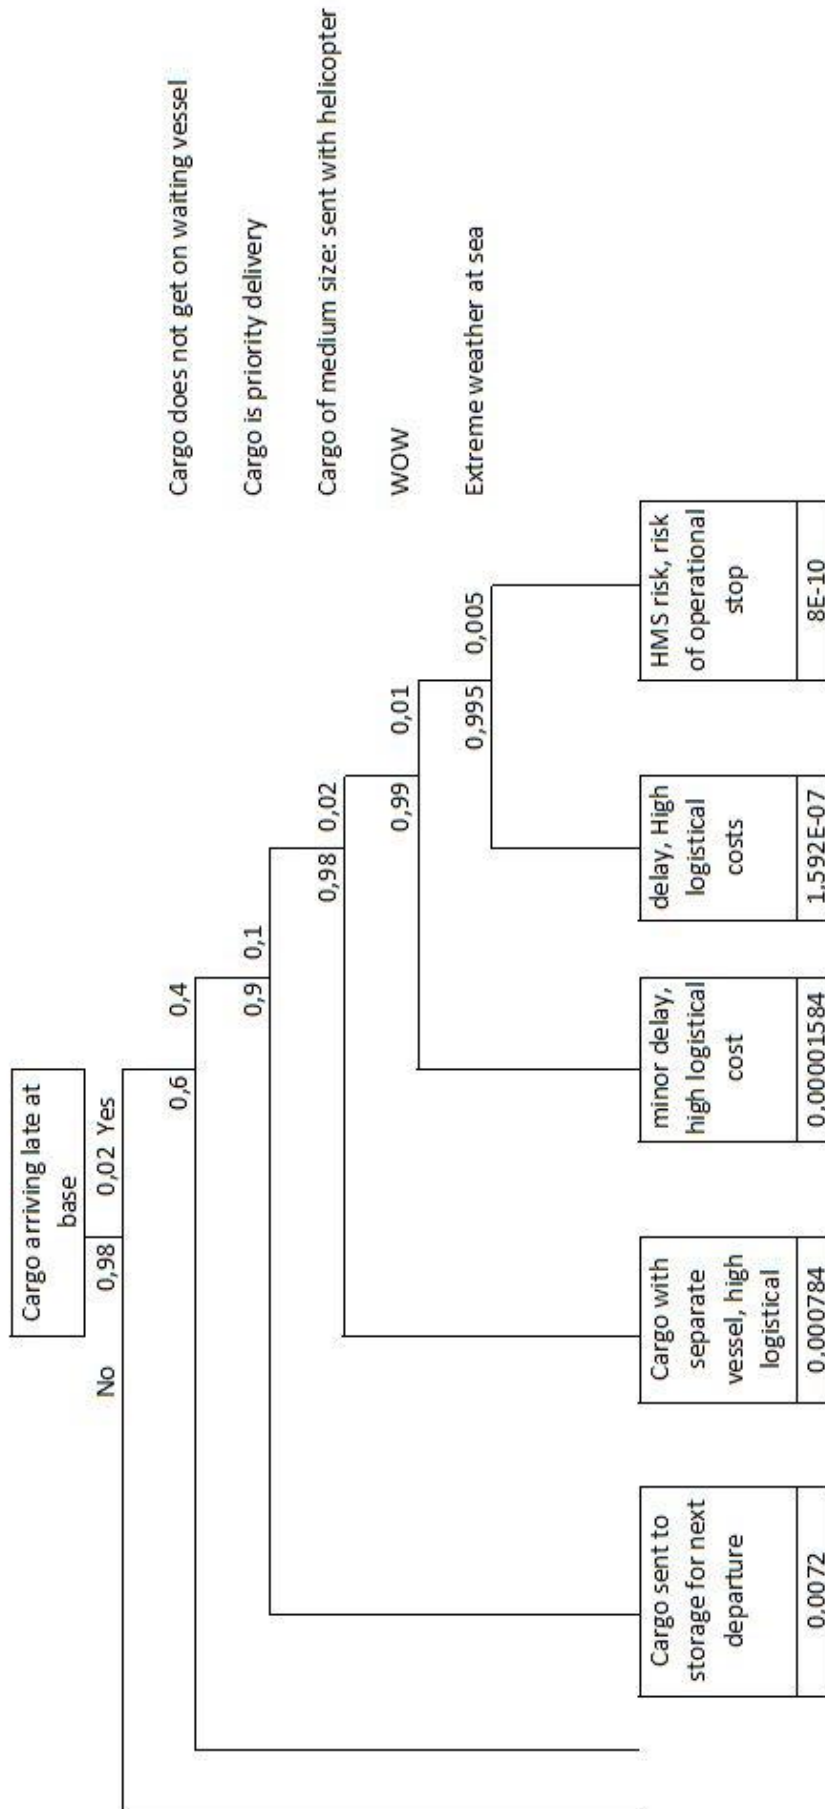 Cargo arriving late at
base
No
0,98
0,02 Yes
Cargo does not get on waiting vessel
0,6
0,4
Cargo is priority delivery
0,9
0,1
Cargo of medium size: sent with helicopter
0,98
0,02
WOW
0,99
0,01
Extreme weather at sea
0,995
0,005
Cargo sent to
storage for next
departure
0,0072
Cargo with
separate
vessel, high
logistical
0,000784
minor delay,
high logistical
cost
0,00001584
delay, High
logistical
costs
1,592E-07
HMS risk, risk
of operational
stop
8E-10